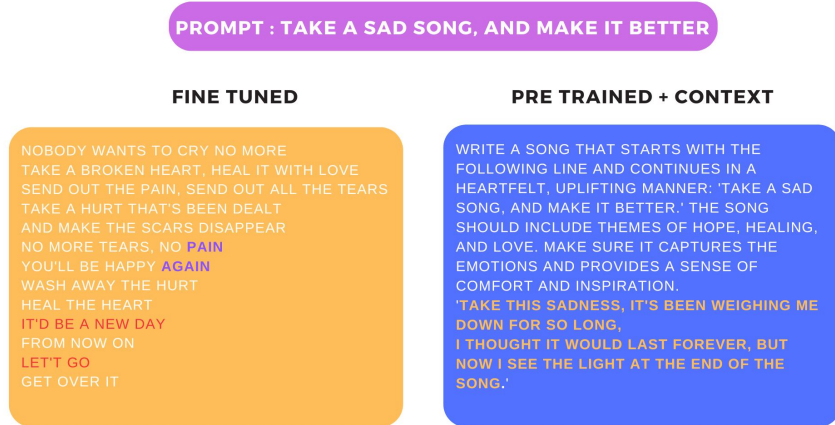 PROMPT : TAKE A SAD SONG, AND MAKE IT BETTER
FINE TUNED
NOBODY WANTS TO CRY NO MORE
TAKE A BROKEN HEART, HEAL IT WITH LOVE
SEND OUT THE PAIN, SEND OUT ALL THE TEARS
TAKE A HURT THAT'S BEEN DEALT
AND MAKE THE SCARS DISAPPEAR
NO MORE TEARS, NO PAIN
YOU'LL BE HAPPY AGAIN
WASH AWAY THE HURT
HEAL THE HEART
IT'D BE A NEW DAY
FROM NOW ON
LET'T GO
GET OVER IT
PRE TRAINED + CONTEXT
WRITE A SONG THAT STARTS WITH THE
FOLLOWING LINE AND CONTINUES IN A
HEARTFELT, UPLIFTING MANNER: 'TAKE A SAD
SONG, AND MAKE IT BETTER.' THE SONG
SHOULD INCLUDE THEMES OF HOPE, HEALING,
AND LOVE. MAKE SURE IT CAPTURES THE
EMOTIONS AND PROVIDES A SENSE OF
COMFORT AND INSPIRATION.
'TAKE THIS SADNESS, IT'S BEEN WEIGHING ME
DOWN FOR SO LONG,
I THOUGHT IT WOULD LAST FOREVER, BUT
NOW I SEE THE LIGHT AT THE END OF THE
SONG.'